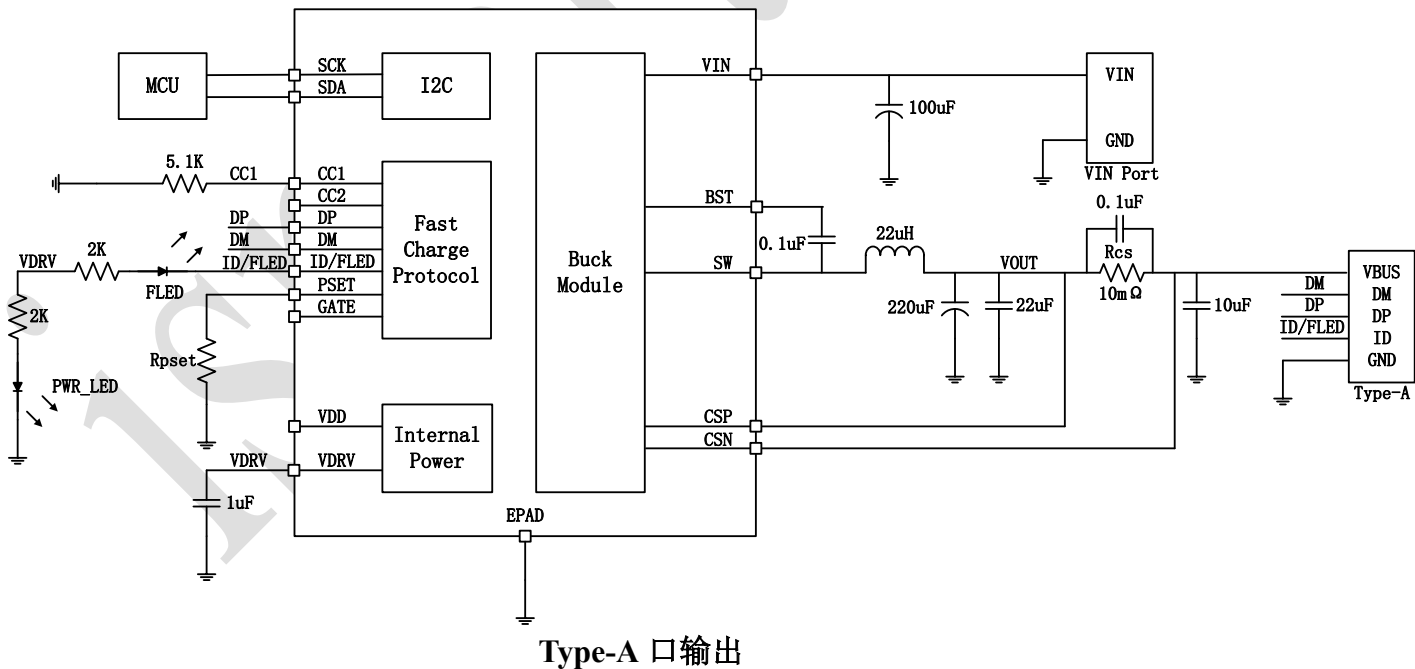 MCU
SCK
SDA
I2C
5.1K
CC1
CC1
CC2
DP
DP
DM
DM
ID/FLED
ID/FLED
PSET
GATE
Fast
Charge
Protocol
VDRV
2K
FLED
2K
PWR_LED
Rpset
VDD
VDRV
VDRV
Internal
Power
1uF
EPAD
Buck
Module
VIN
BST
SW
CSP
CSN
100uF
VIN
GND
VIN Port
0.1uF
22uH
VOUT
220uF
22uF
0.1uF
Rcs
10mΩ
10uF
DM
DP
ID/FLED
VBUS
DM
DP
ID
GND
Type-A
Type-A 口输出